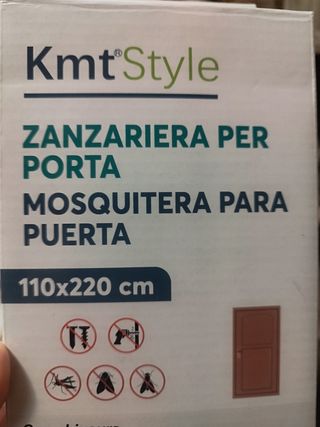 Kmt®Style
ZANZARIERA PER
PORTA
MOSQUITERA PARA
PUERTA
110x220 cm